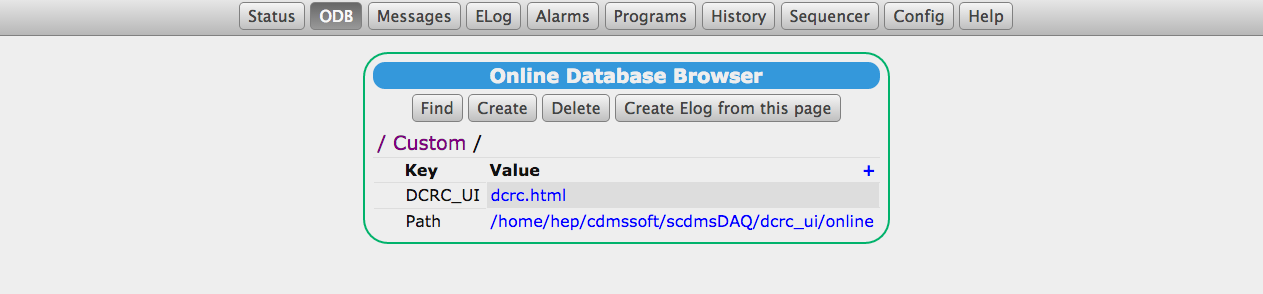 Status ODB Messages ELog Alarms Programs History Sequencer Config Help
Online Database Browser
Find Create Delete Create Elog from this page
/ Custom /
Key Value +
DCRC_UI dcrc.html
Path /home/hep/cdmssoft/scdmsDAQ/dcrc_ui/online